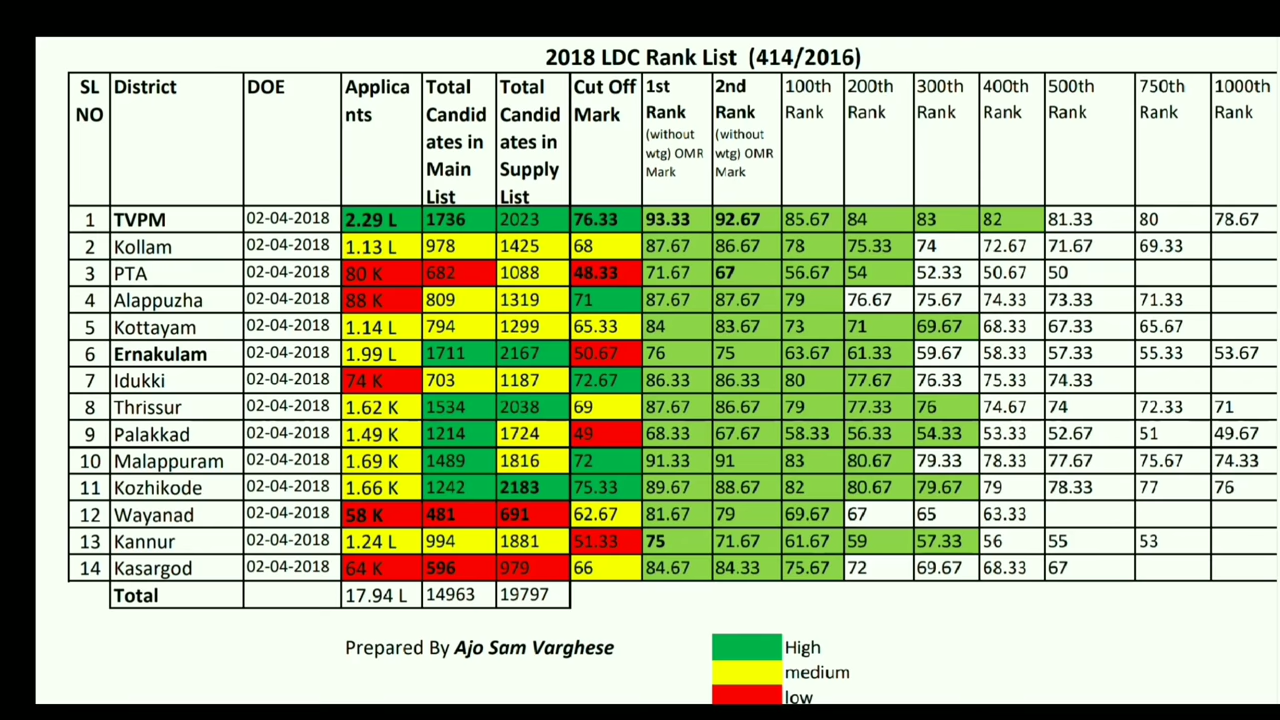 2018 LDC Rank List (414/2016)
SL NO District DOE Applica nts Total Candid ates in Main List Total Candid ates in Supply List Cut Off Mark 1st Rank (without wtg) OMR Mark 2nd Rank (without wtg) OMR Mark 100th Rank 200th Rank 300th Rank 400th Rank 500th Rank 750th Rank 1000th Rank
1 TVPM 02-04-2018 2.29 L 1736 2023 76.33 93.33 92.67 85.67 84 83 82 81.33 80 78.67
2 Kollam 02-04-2018 1.13 L 978 1425 68 87.67 86.67 78 75.33 74 72.67 71.67 69.33
3 PTA 02-04-2018 80 K 682 1088 48.33 71.67 67 56.67 54 52.33 50.67 50
4 Alappuzha 02-04-2018 88 K 809 1319 71 87.67 87.67 79 76.67 75.67 74.33 73.33 71.33
5 Kottayam 02-04-2018 1.14 L 794 1299 65.33 84 83.67 73 71 69.67 68.33 67.33 65.67
6 Ernakulam 02-04-2018 1.99 L 1711 2167 50.67 76 75 63.67 61.33 59.67 58.33 57.33 55.33 53.67
7 Idukki 02-04-2018 74 K 703 1187 72.67 86.33 86.33 80 77.67 76.33 75.33 74.33
8 Thrissur 02-04-2018 1.62 K 1534 2038 69 87.67 86.67 79 77.33 76 74.67 74 72.33 71
9 Palakkad 02-04-2018 1.49 K 1214 1724 49 68.33 67.67 58.33 56.33 54.33 53.33 52.67 51 49.67
10 Malappuram 02-04-2018 1.69 K 1489 1816 72 91.33 91 83 80.67 79.33 78.33 77.67 75.67 74.33
11 Kozhikode 02-04-2018 1.66 K 1242 2183 75.33 89.67 88.67 82 80.67 79.67 79 78.33 77 76
12 Wayanad 02-04-2018 58 K 481 691 62.67 81.67 79 69.67 67 65 63.33
13 Kannur 02-04-2018 1.24 L 994 1881 51.33 75 71.67 61.67 59 57.33 56 55 53
14 Kasargod 02-04-2018 64 K 596 979 66 84.67 84.33 75.67 72 69.67 68.33 67
Total 17.94 L 14963 19797
Prepared By Ajo Sam Varghese
High
medium
low